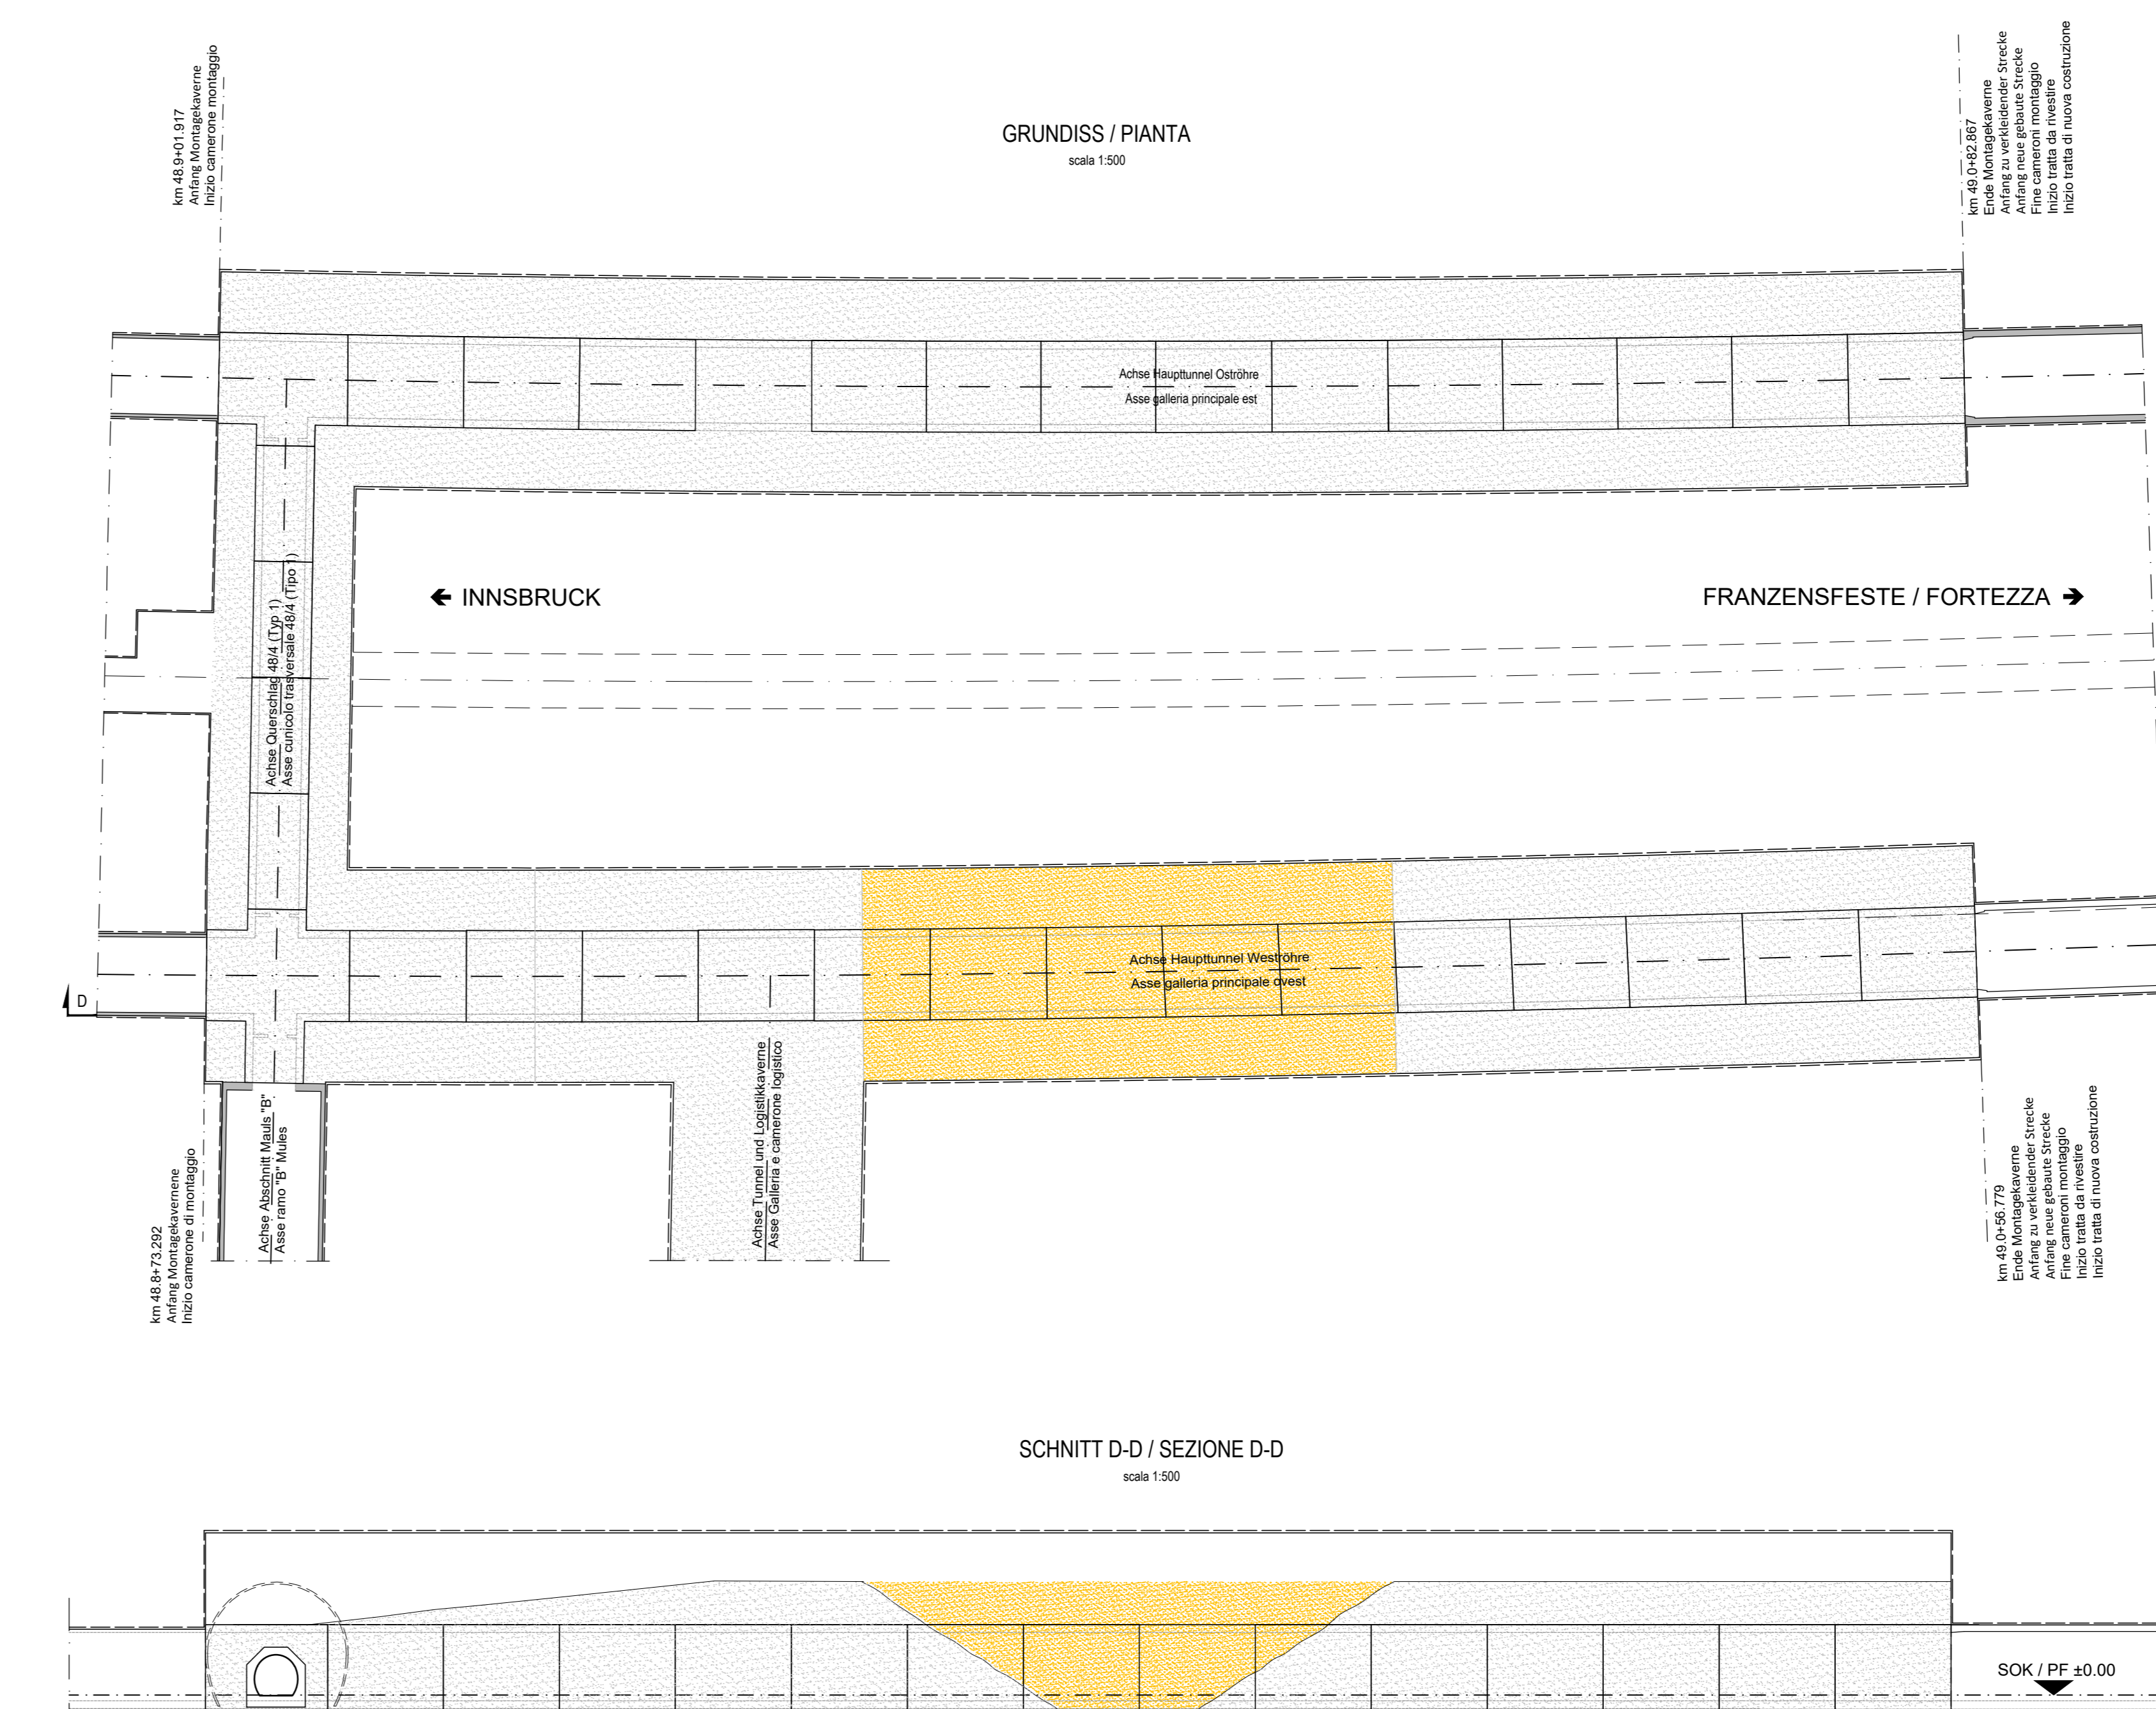 km 48.9+01.917
Anfang Montagekaverne
Inizio camerone montaggio
GRUNDISS / PIANTA
scala 1:500
km 49.0+82.867
Ende Montagekaverne
Anfang zu verkleidender Strecke
Anfang neue gebaute Strecke
Fine cameroni montaggio
Inizio tratta da rivestire
Inizio tratta di nuova costruzione
Achse Haupttunnel Oströhre
Asse galleria principale est
🡰 INNSBRUCK
FRANZENSFESTE / FORTEZZA 🡲
Achse Querschlag 48/4 (Typ 1)
Asse cunicolo trasversale 48/4 (Tipo 1)
Achse Haupttunnel Weströhre
Asse galleria principale ovest
D
Achse Abschnitt Mauls "B"
Asse ramo "B" Mules
Achse Tunnel und Logistikkaverne
Asse Galleria e camerone logistico
km 48.8+73.292
Anfang Montagekavernene
Inizio camerone di montaggio
km 49.0+56.779
Ende Montagekaverne
Anfang zu verkleidender Strecke
Anfang neue gebaute Strecke
Fine cameroni montaggio
Inizio tratta da rivestire
Inizio tratta di nuova costruzione
SCHNITT D-D / SEZIONE D-D
scala 1:500
SOK / PF ±0.00